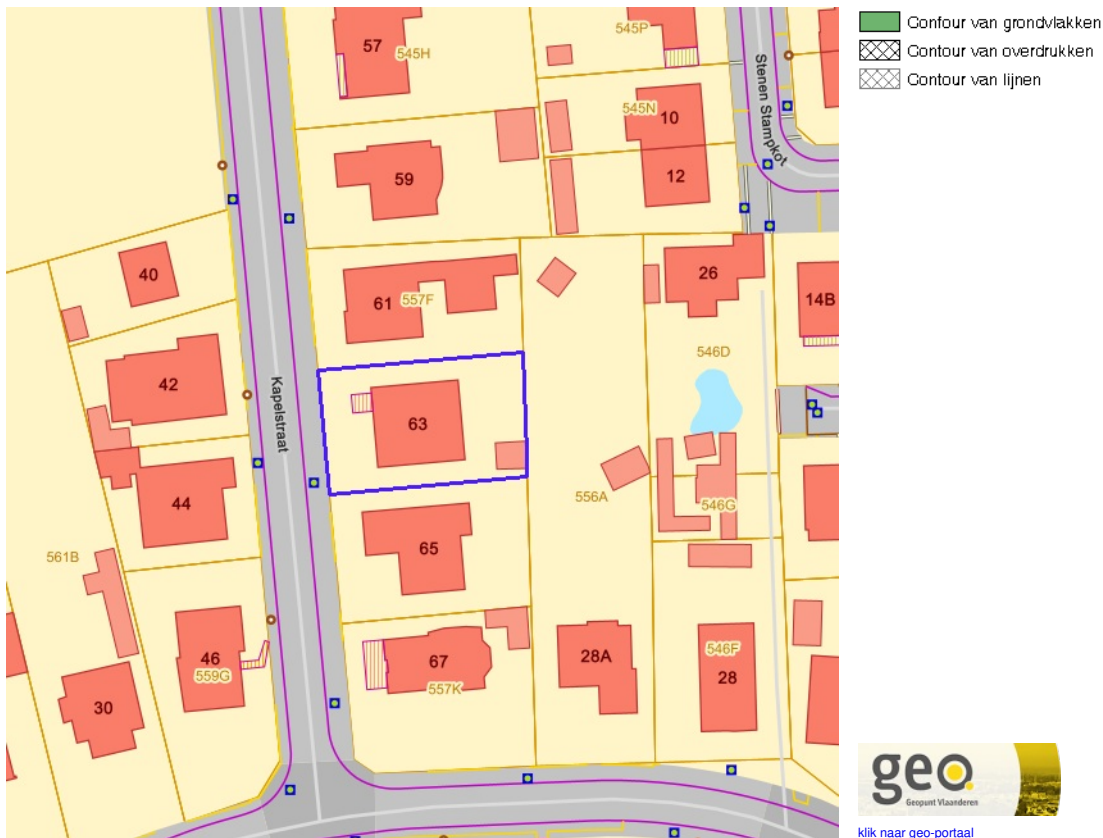 57
545H
545P
Stenen Stampkot
545N
10
59
12
40
61
557F
26
14B
42
546D
Kapelstraat
63
44
556A
546G
561B
65
46
559G
67
557K
28A
546F
28
30
Contour van grondvlakken
Contour van overdrukken
Contour van lijnen
geo
Geopunt Vlaanderen
klik naar geo-portaal